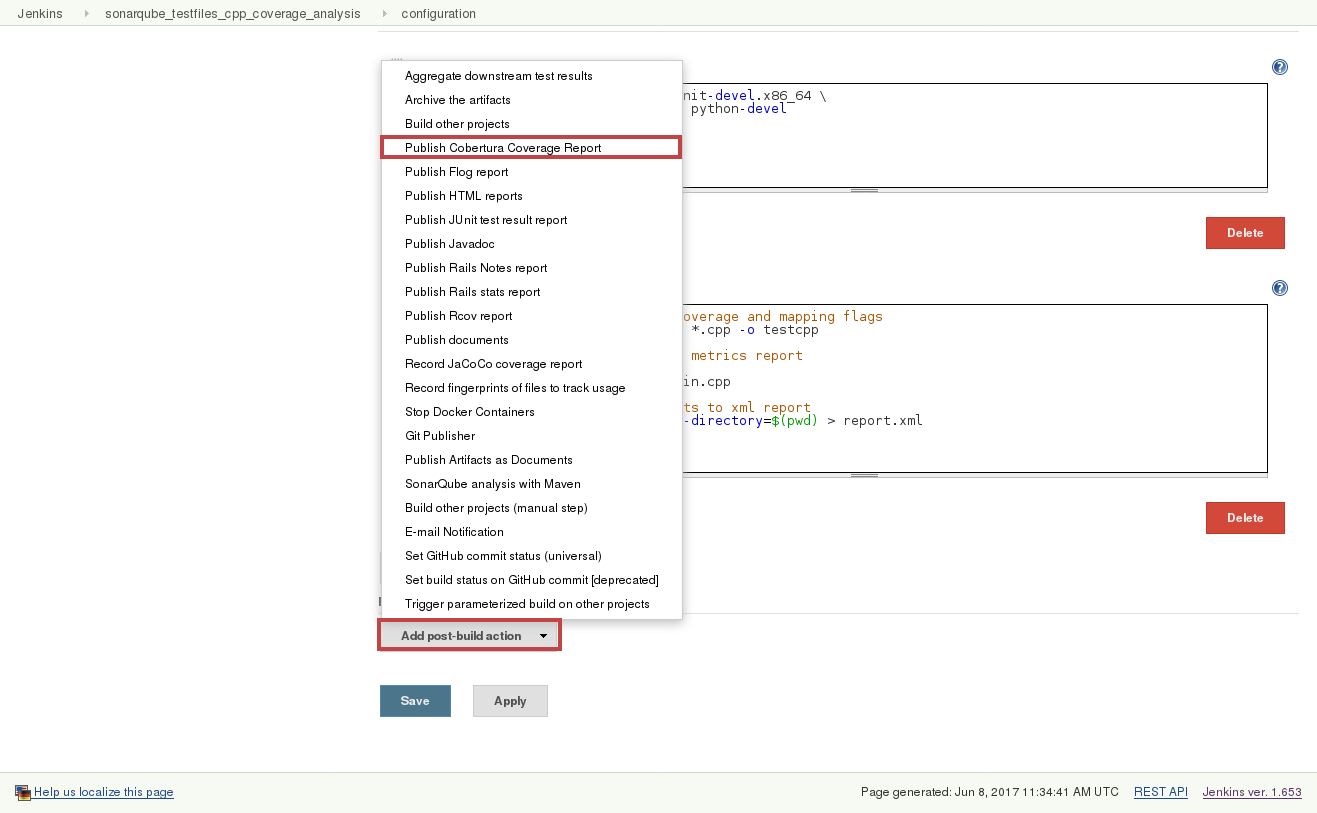 Jenkins sonarqube_testfiles_cpp_coverage_analysis configuration
Aggregate downstream test results
Archive the artifacts
Build other projects
Publish Cobertura Coverage Report
Publish Flog report
Publish HTML reports
Publish JUnit test result report
Publish Javadoc
Publish Rails Notes report
Publish Rails stats report
Publish Rcov report
Publish documents
Record JaCoCo coverage report
Record fingerprints of files to track usage
Stop Docker Containers
Git Publisher
Publish Artifacts as Documents
SonarQube analysis with Maven
Build other projects (manual step)
E-mail Notification
Set GitHub commit status (universal)
Set build status on GitHub commit [deprecated]
Trigger parameterized build on other projects
nit-devel.x86_64 \
python-devel
Delete
overage and mapping flags
*.cpp -o testcpp
metrics report
in.cpp
ts to xml report
-directory=$(pwd) > report.xml
Delete
Add post-build action
Save Apply
Help us localize this page
Page generated: Jun 8, 2017 11:34:41 AM UTC REST API Jenkins ver. 1.653